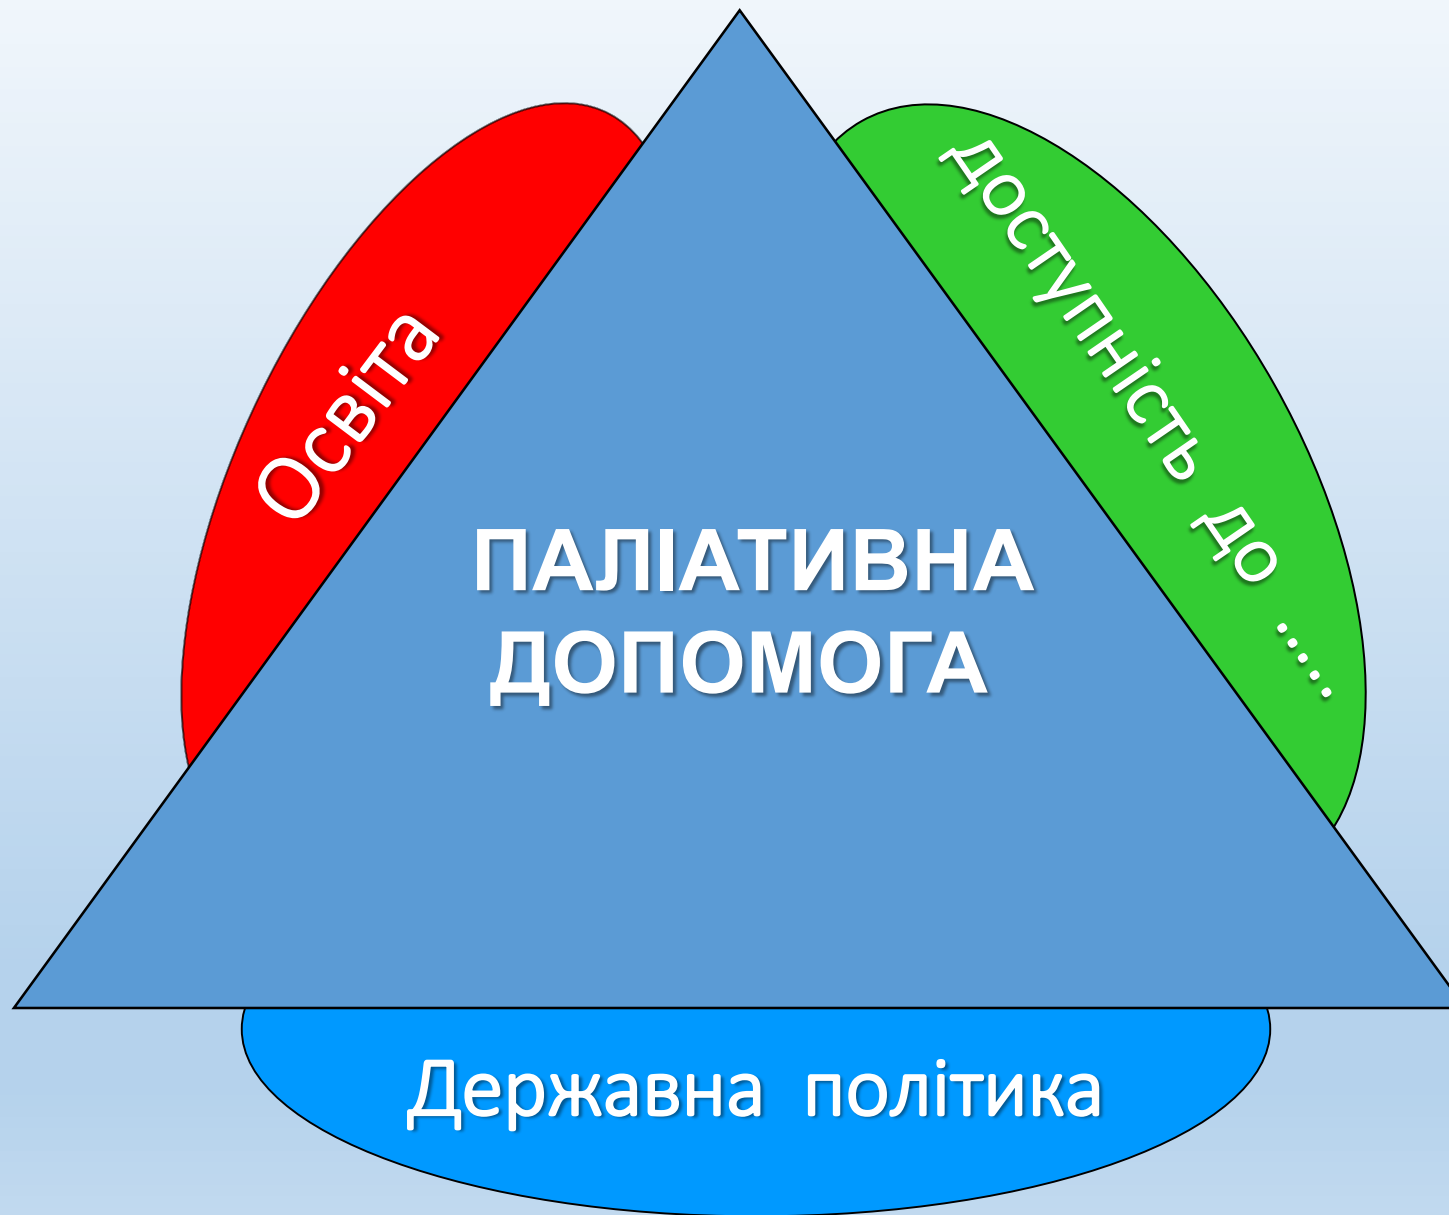 Освіта
доступність до .....
ПАЛІАТИВНА
ДОПОМОГА
Державна політика